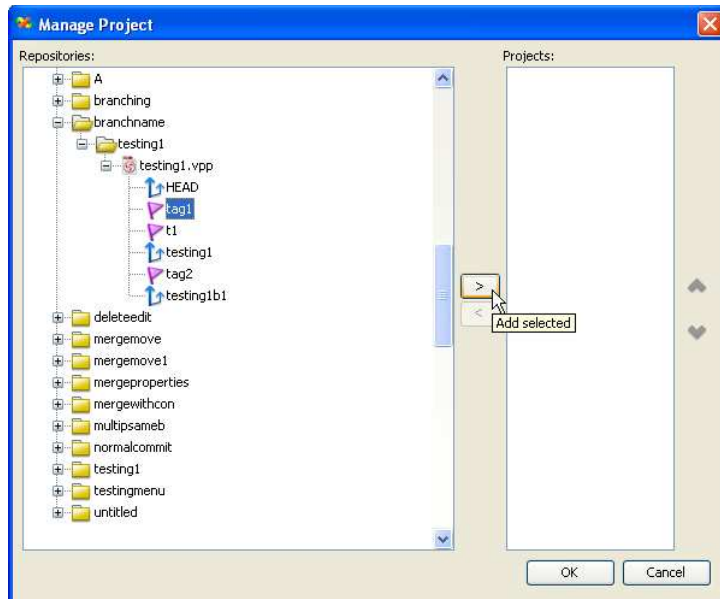 Manage Project
Repositories:
Projects:
A
branching
branchname
testing1
testing1.vpp
HEAD
tag1
t1
testing1
tag2
testing1b1
>
<
Add selected
deleteedit
mergemove
mergemove1
mergeproperties
mergewithcon
multipsameb
normalcommit
testing1
testingmenu
untitled
OK
Cancel